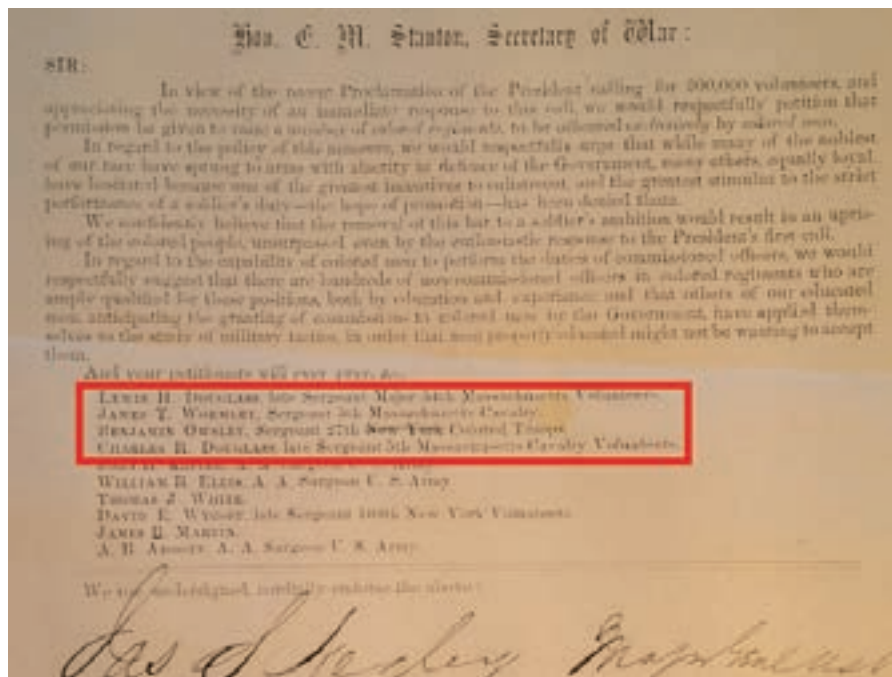 Hon. E. M. Stanton, Secretary of War:
SIR:
In view of the recent Proclamation of the President calling for 300,000 volunteers, and
appreciating the necessity of an immediate response to this call, we would respectfully petition that
permission be given to raise a number of colored regiments, to be officered exclusively by colored men.
In regard to the policy of this measure, we would respectfully urge that while many of the noblest
of our race have sprung to arms with alacrity in defence of the Government, many others, equally loyal,
have hesitated because one of the greatest incentives to enlistment, and the greatest stimulus to the strict
performance of a soldier's duty—the hope of promotion—has been denied them.
We confidently believe that the removal of this bar to a soldier's ambition would result in an upris-
ing of the colored people, unsurpassed even by the enthusiastic response to the President's first call.
In regard to the capability of colored men to perform the duties of commissioned officers, we would
respectfully suggest that there are hundreds of non-commissioned officers in colored regiments who are
amply qualified for these positions, both by education and experience and that others of our educated
men, anticipating the granting of commissions to colored men by the Government, have applied them-
selves to the study of military tactics, in order that men properly educated might not be wanting to accept
them.
And your petitioners will ever pray, &c.
LEWIS H. DOUGLASS, late Sergeant Major 54th Massachusetts Volunteers.
JAMES T. WORMLEY, Sergeant 5th Massachusetts Cavalry.
BENJAMIN OWSLEY, Sergeant 27th New York Colored Troops
CHARLES R. DOUGLASS, late Sergeant 5th Massachusetts Cavalry Volunteers.
Surgeon Army
WILLIAM B. ELLIS, A. A. Surgeon U. S. Army
THOMAS J. WHITE
DAVID E. late Sergeant New York Volunteers.
JAMES D. MARTIN.
A. A. Surgeon U. S. Army.
We the undersigned, cordially endorse the above:
Jas